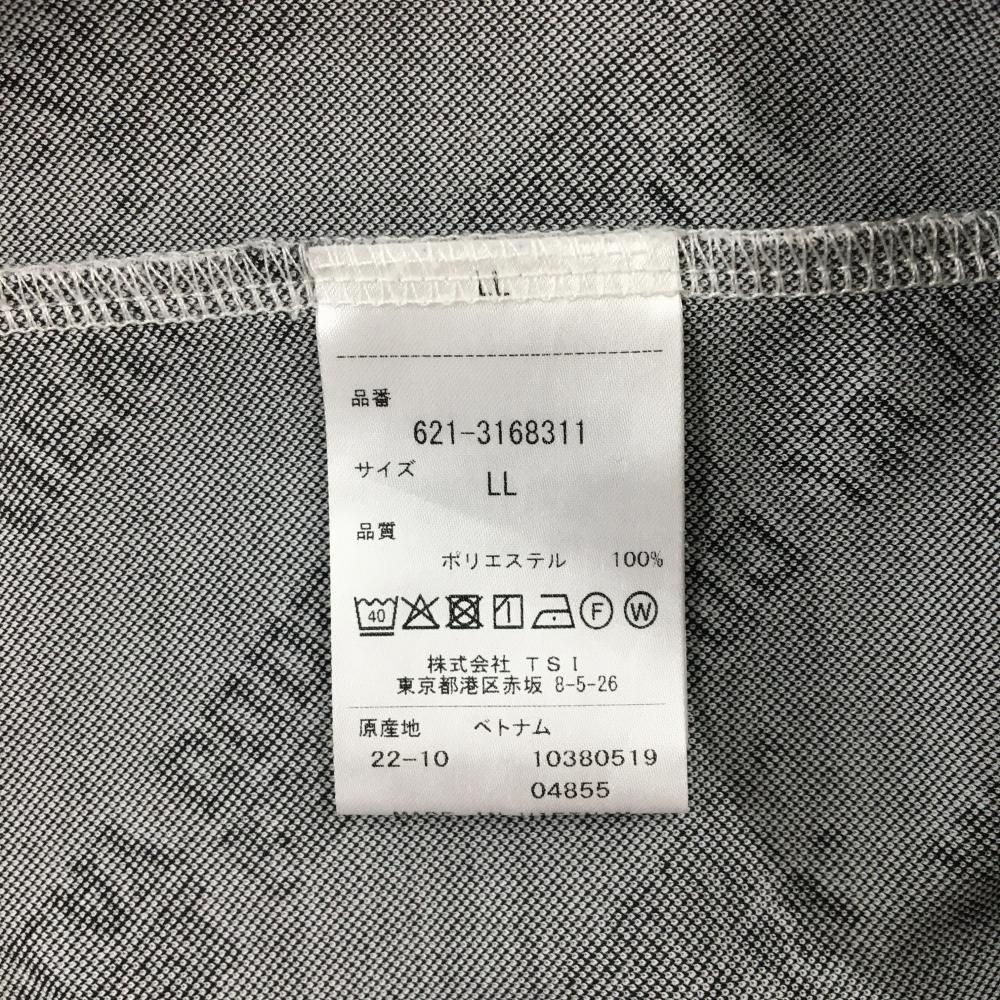 LL
品番
621-3168311
サイズ
LL
品質
ポリエステル 100%
40 F W
株式会社 TSI
東京都港区赤坂 8-5-26
原産地 ベトナム
22-10 10380519
04855